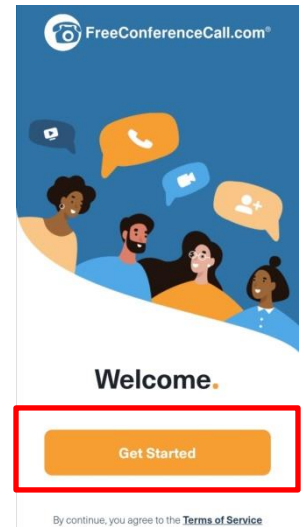 FreeConferenceCall.com®
Welcome.
Get Started
By continue, you agree to the Terms of Service